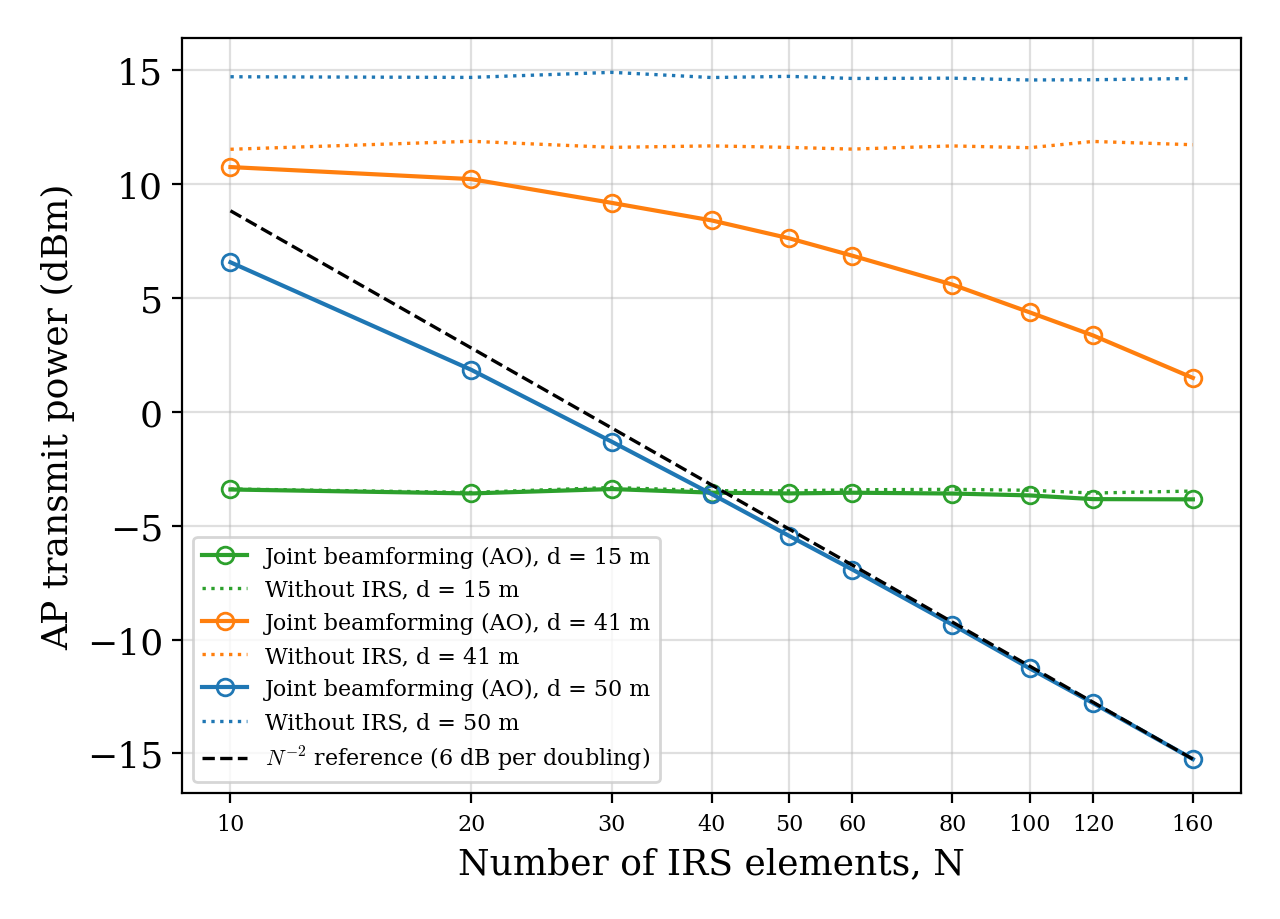 AP transmit power (dBm)
15
10
5
0
−5
−10
−15
Joint beamforming (AO), d = 15 m
Without IRS, d = 15 m
Joint beamforming (AO), d = 41 m
Without IRS, d = 41 m
Joint beamforming (AO), d = 50 m
Without IRS, d = 50 m
N⁻² reference (6 dB per doubling)
10 20 30 40 50 60 80 100 120 160
Number of IRS elements, N